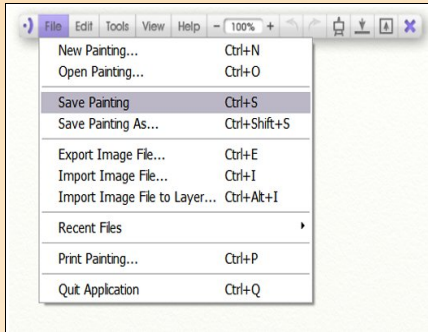 File Edit Tools View Help − 100% +
New Painting... Ctrl+N
Open Painting... Ctrl+O
Save Painting Ctrl+S
Save Painting As... Ctrl+Shift+S
Export Image File... Ctrl+E
Import Image File... Ctrl+I
Import Image File to Layer... Ctrl+Alt+I
Recent Files
Print Painting... Ctrl+P
Quit Application Ctrl+Q